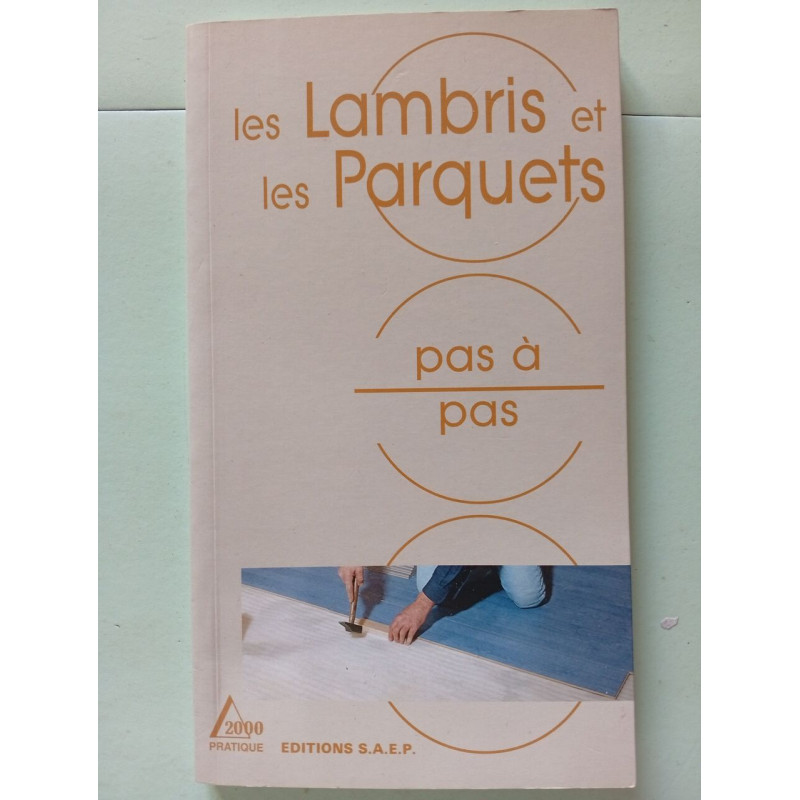 les Lambris et
les Parquets
pas à
pas
2000
PRATIQUE
EDITIONS S.A.E.P.